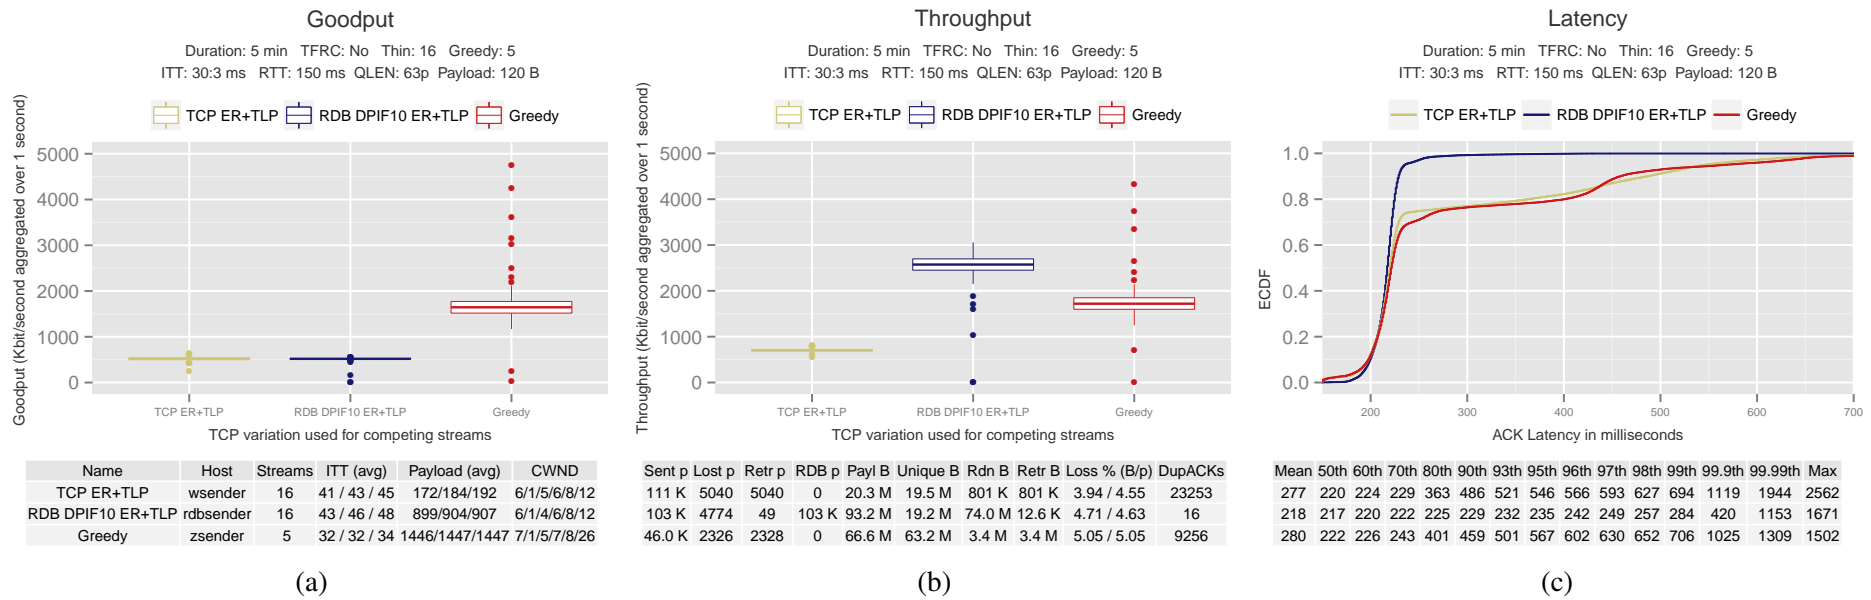 Goodput
Duration: 5 min TFRC: No Thin: 16 Greedy: 5
ITT: 30:3 ms RTT: 150 ms QLEN: 63p Payload: 120 B
TCP ER+TLP RDB DPIF10 ER+TLP Greedy
Goodput (Kbit/second aggregated over 1 second)
5000
4000
3000
2000
1000
0
TCP ER+TLP RDB DPIF10 ER+TLP Greedy
TCP variation used for competing streams
Name Host Streams ITT (avg) Payload (avg) CWND
TCP ER+TLP wsender 16 41 / 43 / 45 172/184/192 6/1/5/6/8/12
RDB DPIF10 ER+TLP rdbsender 16 43 / 46 / 48 899/904/907 6/1/4/6/8/12
Greedy zsender 5 32 / 32 / 34 1446/1447/1447 7/1/5/7/8/26
(a)
Throughput
Duration: 5 min TFRC: No Thin: 16 Greedy: 5
ITT: 30:3 ms RTT: 150 ms QLEN: 63p Payload: 120 B
TCP ER+TLP RDB DPIF10 ER+TLP Greedy
Throughput (Kbit/second aggregated over 1 second)
5000
4000
3000
2000
1000
0
TCP ER+TLP RDB DPIF10 ER+TLP Greedy
TCP variation used for competing streams
Sent p Lost p Retr p RDB p Payl B Unique B Rdn B Retr B Loss % (B/p) DupACKs
111 K 5040 5040 0 20.3 M 19.5 M 801 K 801 K 3.94 / 4.55 23253
103 K 4774 49 103 K 93.2 M 19.2 M 74.0 M 12.6 K 4.71 / 4.63 16
46.0 K 2326 2328 0 66.6 M 63.2 M 3.4 M 3.4 M 5.05 / 5.05 9256
(b)
Latency
Duration: 5 min TFRC: No Thin: 16 Greedy: 5
ITT: 30:3 ms RTT: 150 ms QLEN: 63p Payload: 120 B
TCP ER+TLP RDB DPIF10 ER+TLP Greedy
ECDF
1.0
0.8
0.6
0.4
0.2
0.0
200 300 400 500 600 700
ACK Latency in milliseconds
Mean 50th 60th 70th 80th 90th 93th 95th 96th 97th 98th 99th 99.9th 99.99th Max
277 220 224 229 363 486 521 546 566 593 627 694 1119 1944 2562
218 217 220 222 225 229 232 235 242 249 257 284 420 1153 1671
280 222 226 243 401 459 501 567 602 630 652 706 1025 1309 1502
(c)